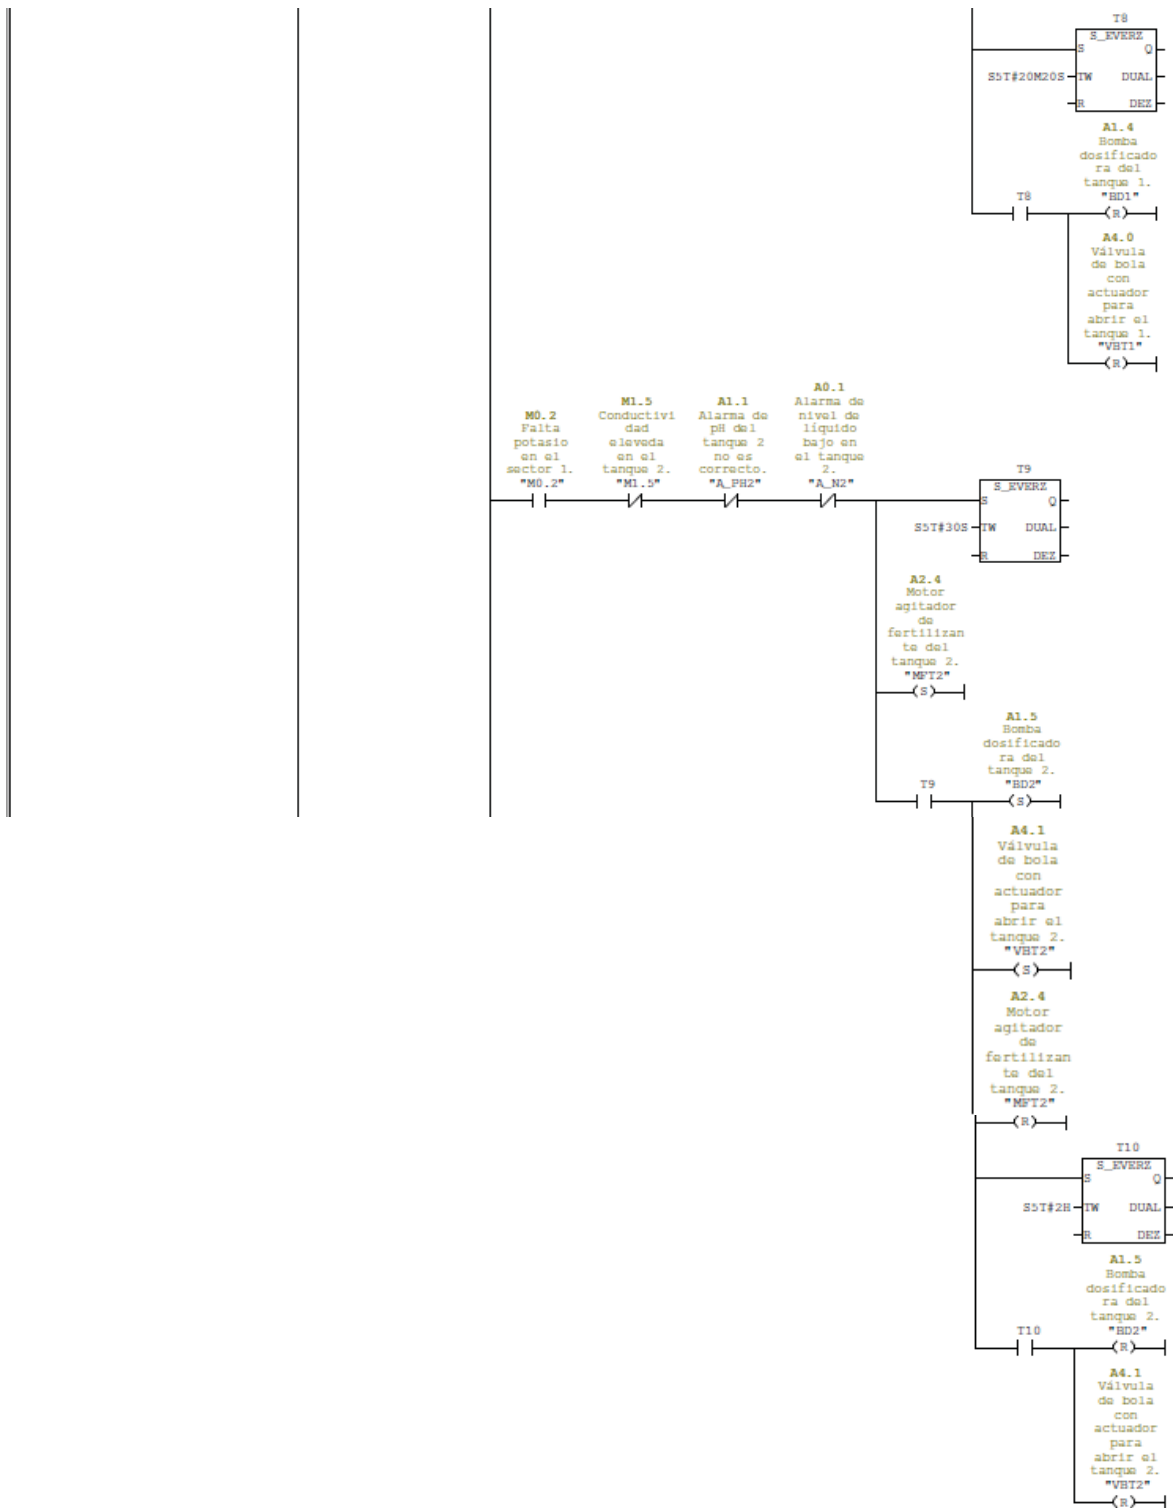 T8
S_EVERZ
S Q
S5T#20M20S TW DUAL
R DEZ
A1.4
Bomba
dosificado
ra del
tanque 1.
T8 "BD1"
(R)
A4.0
Válvula
de bola
con
actuador
para
abrir el
tanque 1.
"VBT1"
(R)
M0.2
Falta
potasio
en el
sector 1.
"M0.2"
M1.5
Conductivi
dad
eleveda
en el
tanque 2.
"M1.5"
A1.1
Alarma de
pH del
tanque 2
no es
correcto.
"A_PH2"
A0.1
Alarma de
nivel de
líquido
bajo en
el tanque
2.
"A_N2"
T9
S_EVERZ
S Q
S5T#30S TW DUAL
R DEZ
A2.4
Motor
agitador
de
fertilizan
te del
tanque 2.
"MFT2"
(S)
A1.5
Bomba
dosificado
ra del
tanque 2.
T9 "BD2"
(S)
A4.1
Válvula
de bola
con
actuador
para
abrir el
tanque 2.
"VBT2"
(S)
A2.4
Motor
agitador
de
fertilizan
te del
tanque 2.
"MFT2"
(R)
T10
S_EVERZ
S Q
S5T#2H TW DUAL
R DEZ
A1.5
Bomba
dosificado
ra del
tanque 2.
T10 "BD2"
(R)
A4.1
Válvula
de bola
con
actuador
para
abrir el
tanque 2.
"VBT2"
(R)